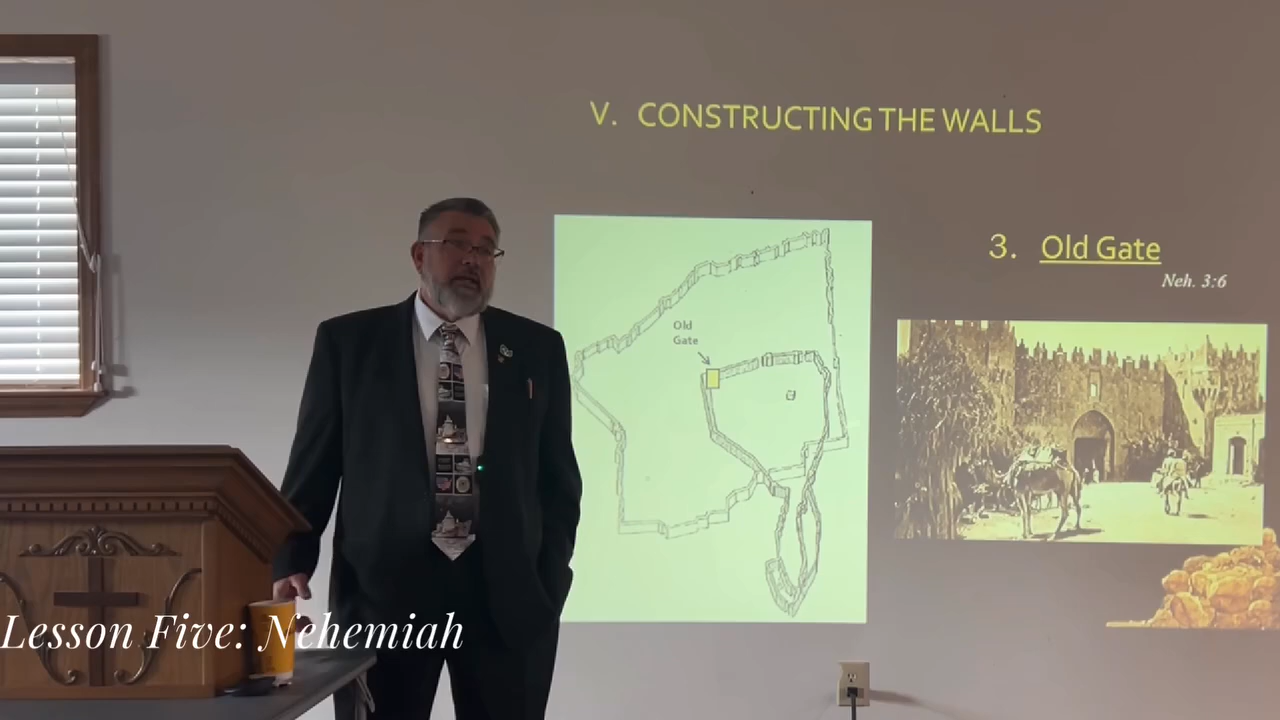 V. CONSTRUCTING THE WALLS
3. Old Gate
Neh. 3:6
Old
Gate
Lesson Five: Nehemiah